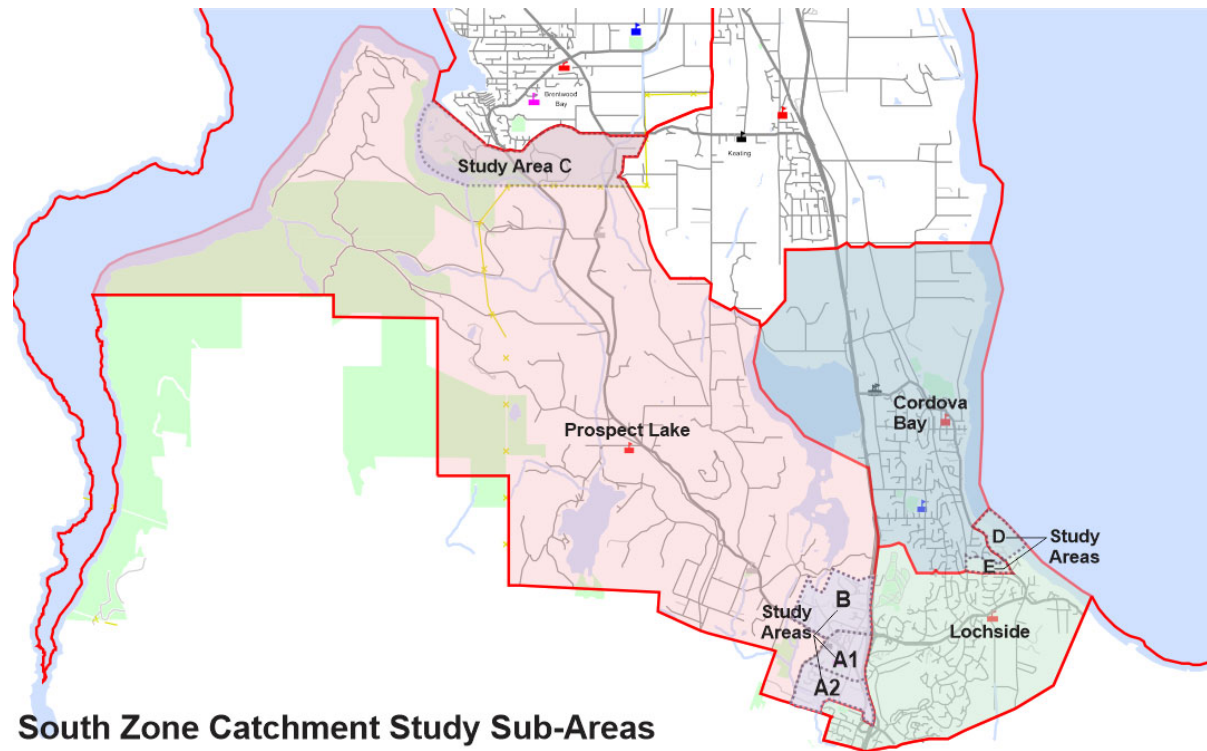 Brentwood
Bay
Keating
Study Area C
Cordova
Bay
Prospect Lake
D
Study
Areas
E
B
Study
Areas
A1
A2
Lochside
South Zone Catchment Study Sub-Areas